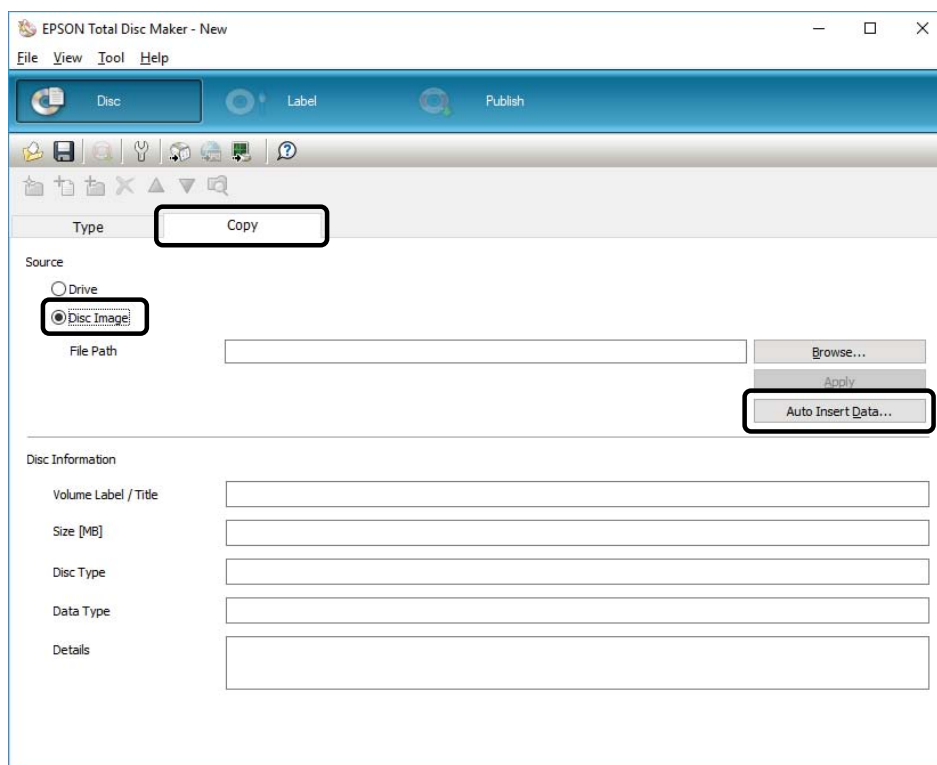 EPSON Total Disc Maker - New
File View Tool Help
Disc Label Publish
Type Copy
Source
Drive
Disc Image
File Path Browse...
Apply
Auto Insert Data...
Disc Information
Volume Label / Title
Size [MB]
Disc Type
Data Type
Details